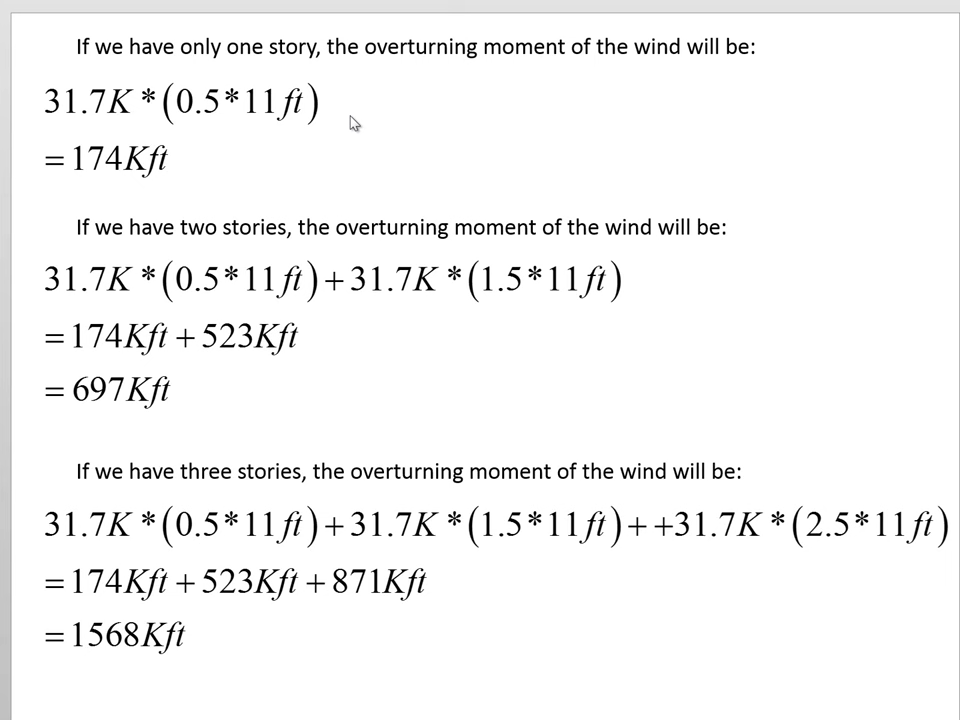 If we have only one story, the overturning moment of the wind will be:
31.7K*(0.5*11ft)
=174Kft
If we have two stories, the overturning moment of the wind will be:
31.7K*(0.5*11ft)+31.7K*(1.5*11ft)
=174Kft+523Kft
=697Kft
If we have three stories, the overturning moment of the wind will be:
31.7K*(0.5*11ft)+31.7K*(1.5*11ft)++31.7K*(2.5*11ft)
=174Kft+523Kft+871Kft
=1568Kft